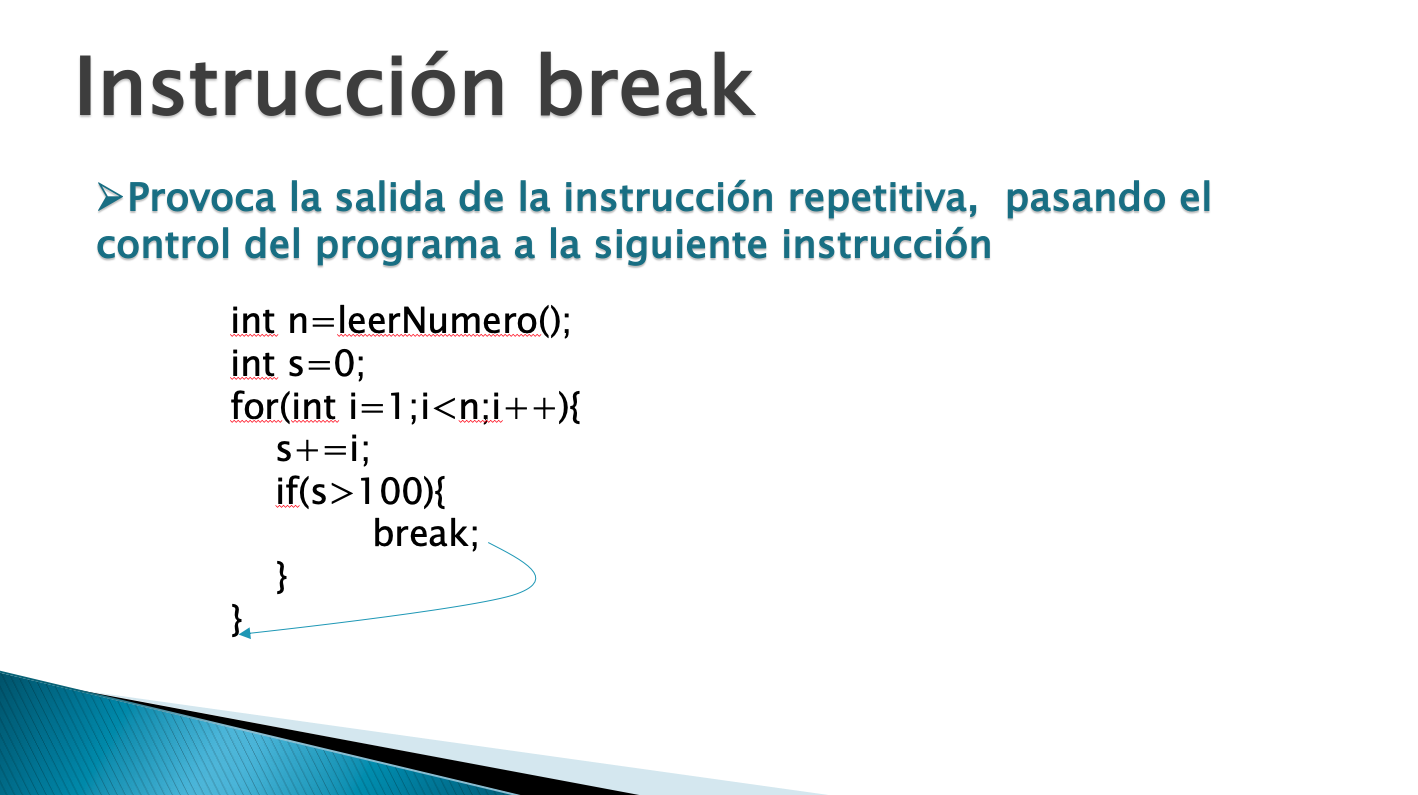 Instrucción break
➢Provoca la salida de la instrucción repetitiva,  pasando el
control del programa a la siguiente instrucción
int n=leerNumero();
int s=0;
for(int i=1;i<n;i++){
s+=i;
if(s>100){
break;
}
}